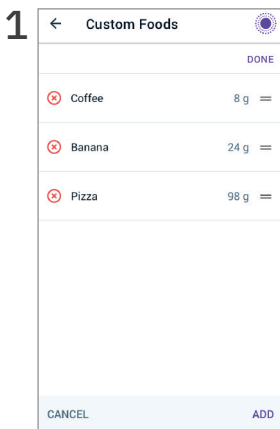 1
Custom Foods
DONE
Coffee 8 g
Banana 24 g
Pizza 98 g
CANCEL ADD